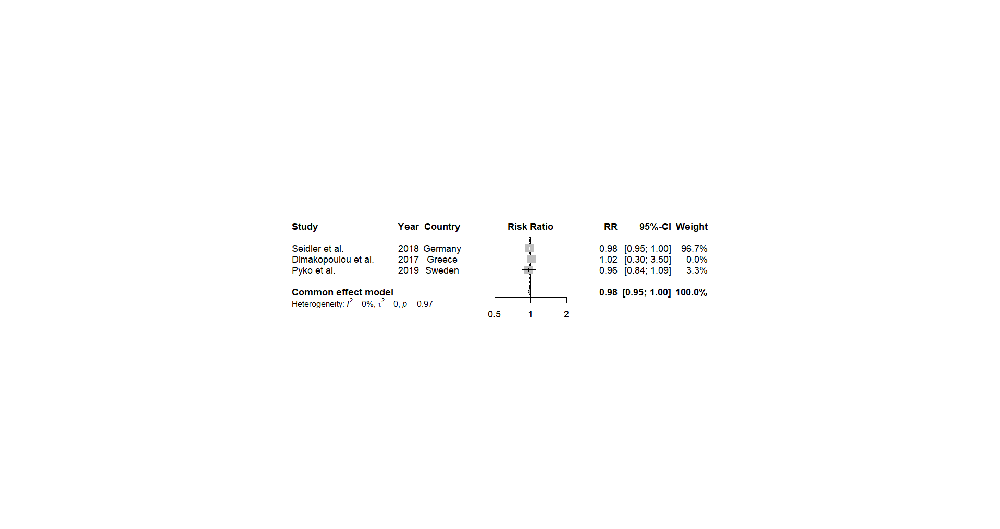 Study Year Country Risk Ratio RR 95%-CI Weight
Seidler et al. 2018 Germany 0.98 [0.95; 1.00] 96.7%
Dimakopoulou et al. 2017 Greece 1.02 [0.30; 3.50] 0.0%
Pyko et al. 2019 Sweden 0.96 [0.84; 1.09] 3.3%
Common effect model 0.98 [0.95; 1.00] 100.0%
Heterogeneity: I² = 0%, τ² = 0, p = 0.97
0.5 1 2